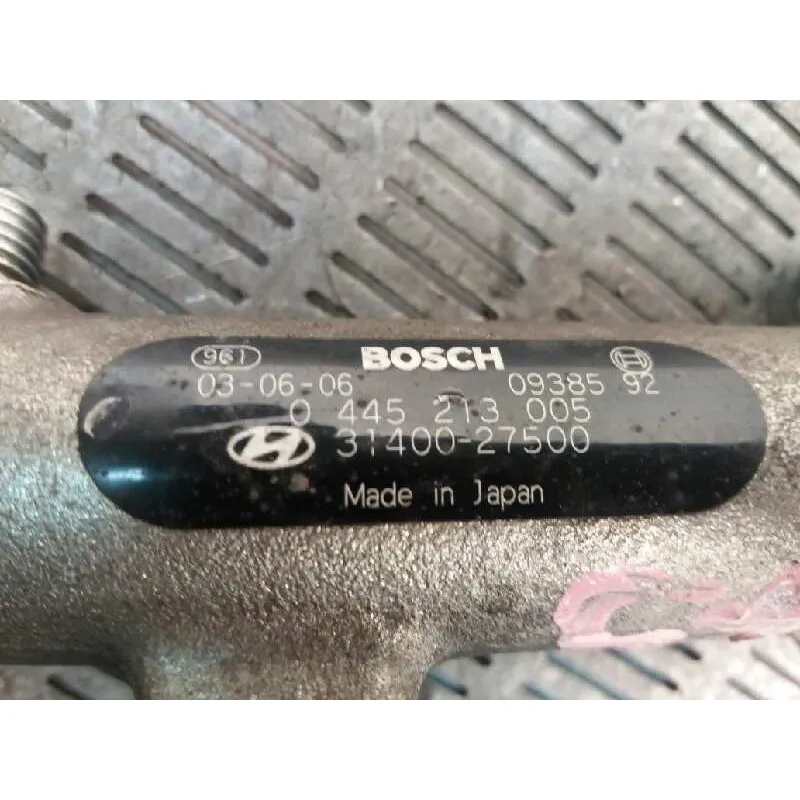 961 BOSCH
03-06-06 09385 92
0 445 213 005
31400-27500
Made in Japan